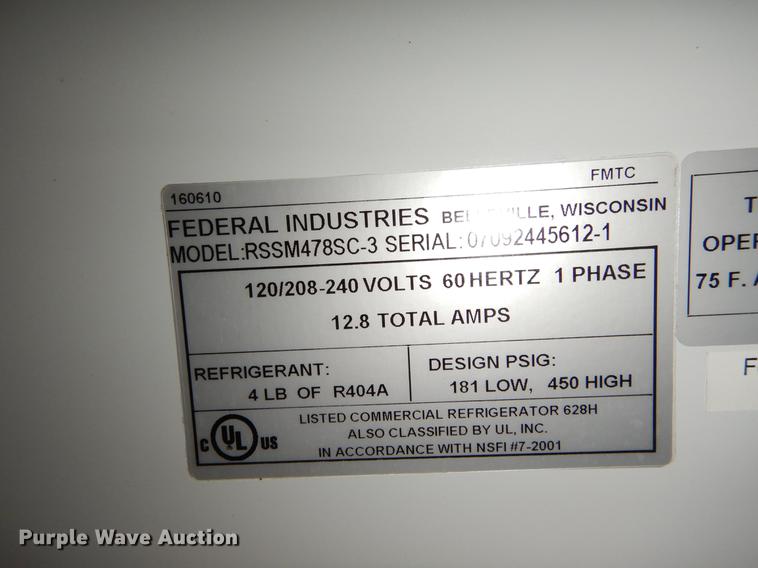 160610 FMTC
FEDERAL INDUSTRIES BELLEVILLE, WISCONSIN
MODEL:RSSM478SC-3 SERIAL: 07092445612-1
120/208-240 VOLTS 60 HERTZ 1 PHASE
12.8 TOTAL AMPS
REFRIGERANT:
4 LB OF R404A
DESIGN PSIG:
181 LOW, 450 HIGH
C UL US
LISTED COMMERCIAL REFRIGERATOR 628H
ALSO CLASSIFIED BY UL, INC.
IN ACCORDANCE WITH NSFI #7-2001
75 F.
Purple Wave Auction